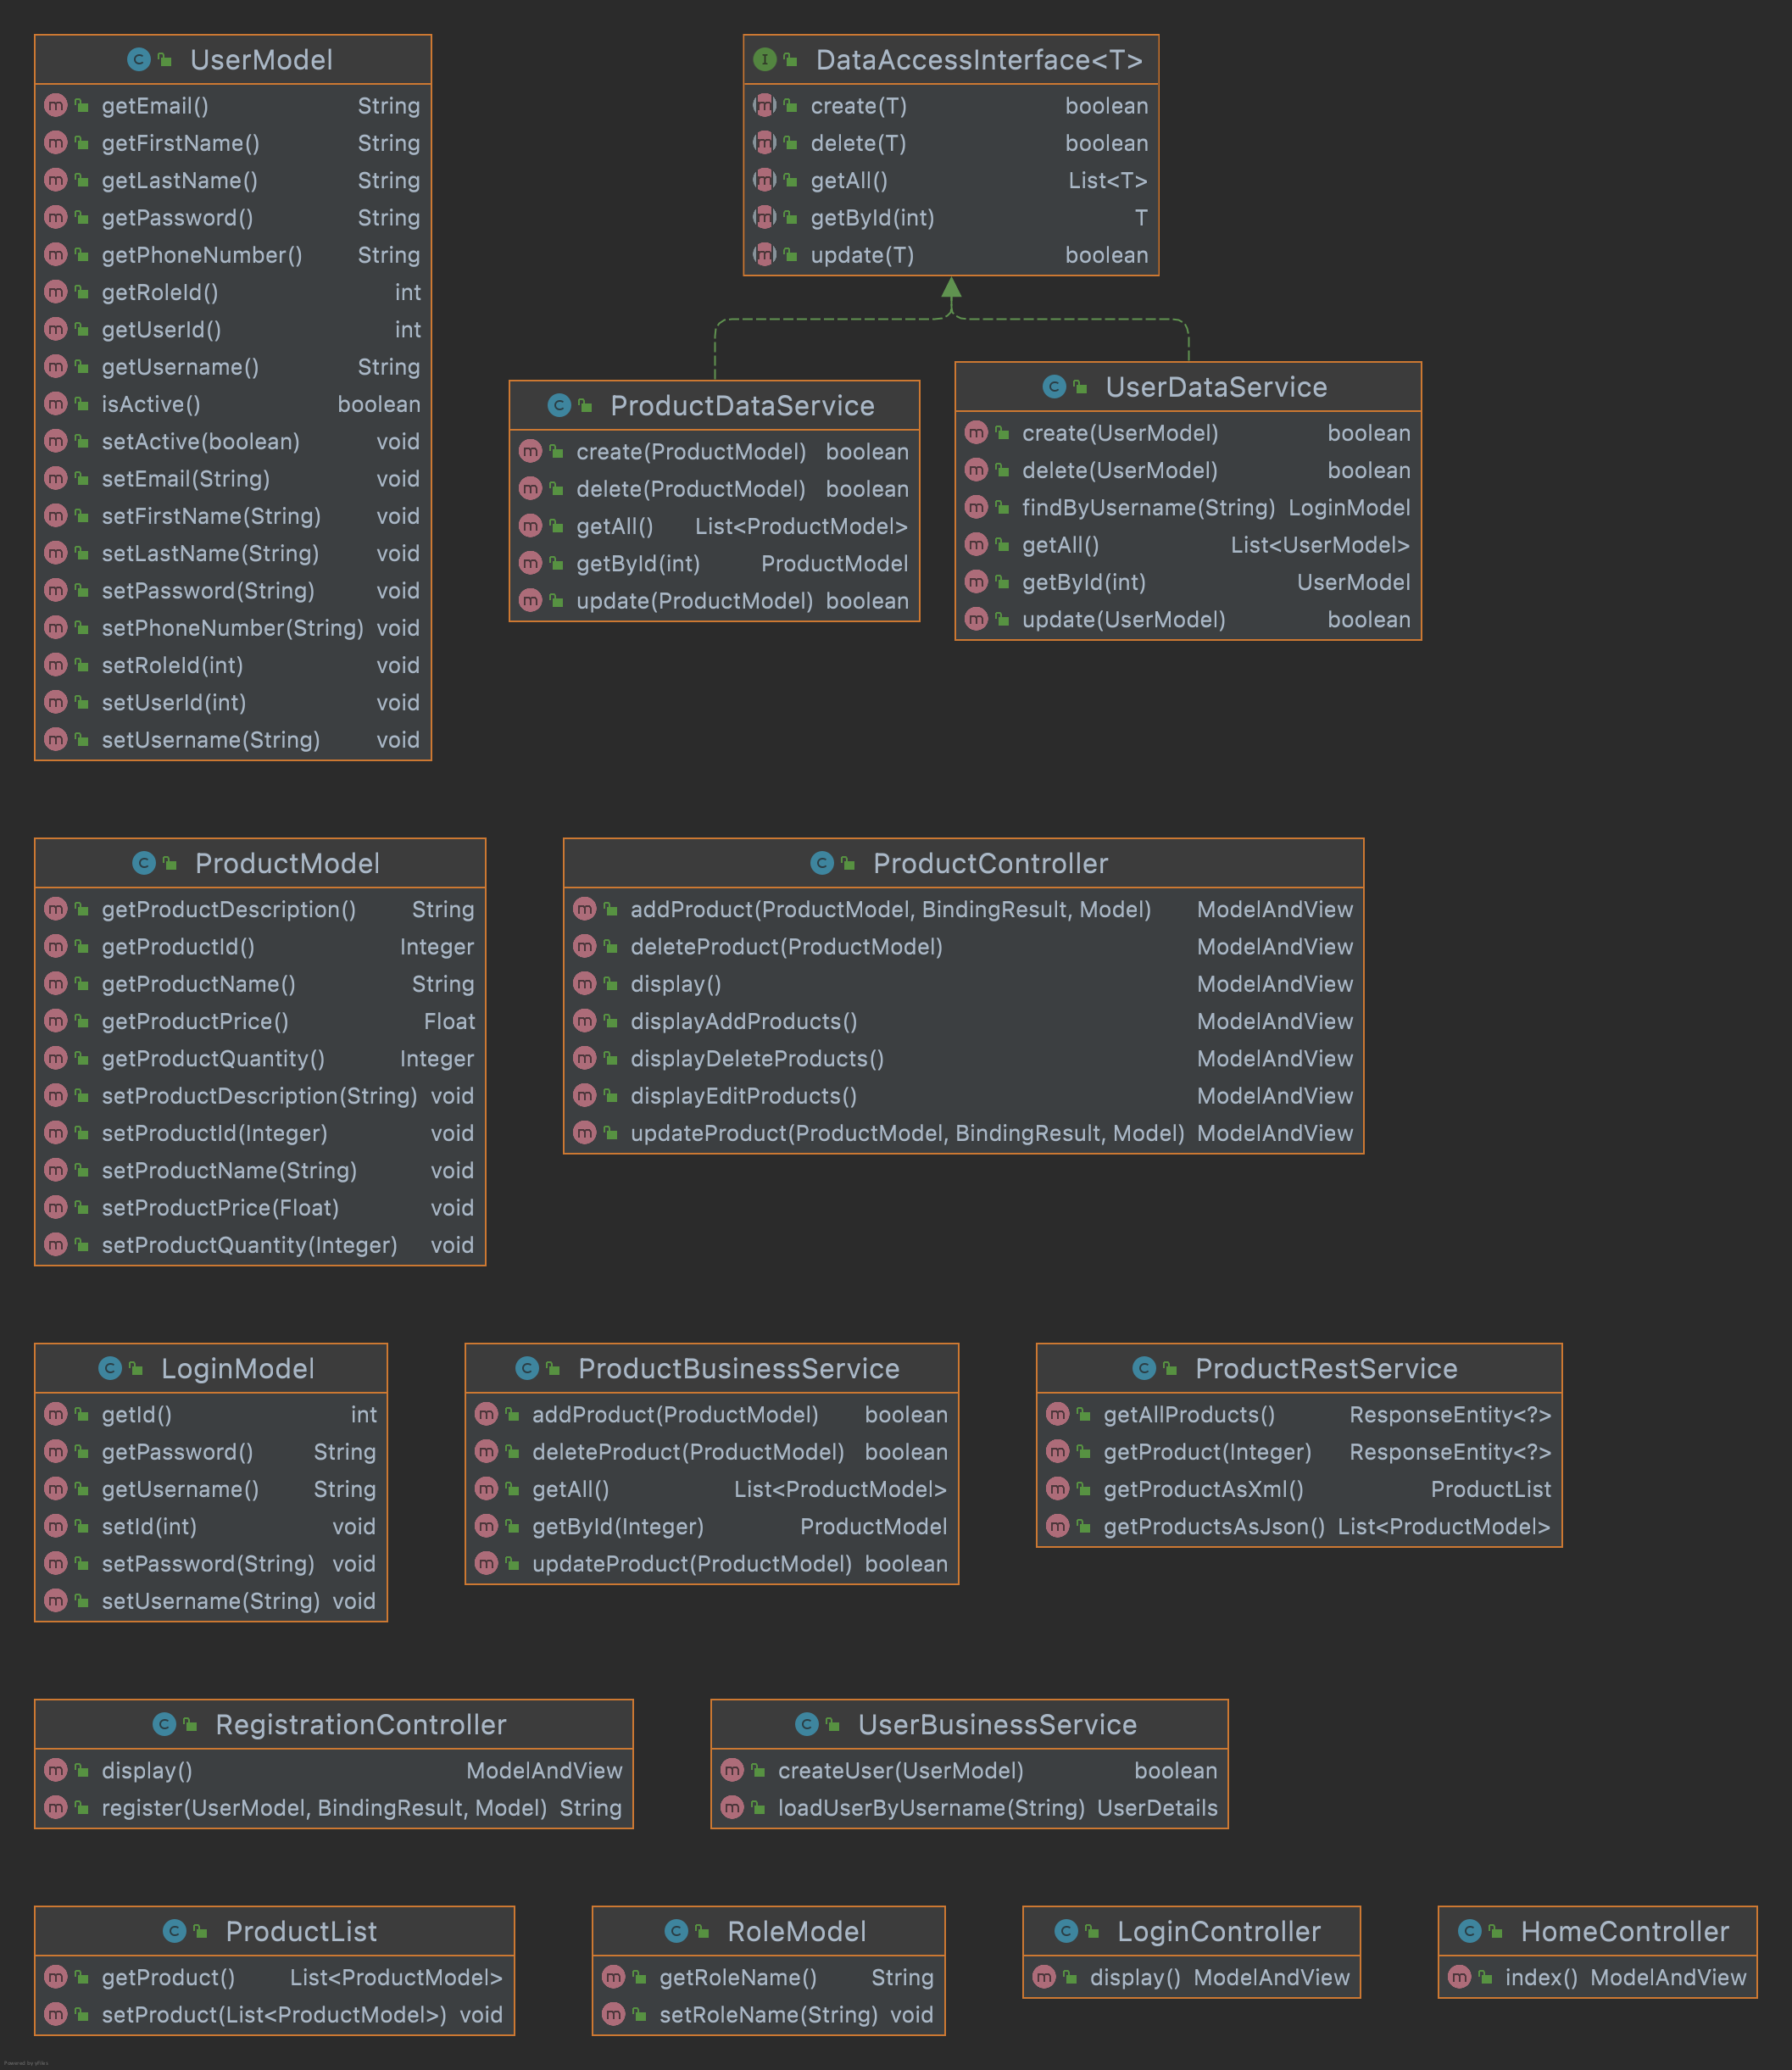 UserModel
getEmail() String
getFirstName() String
getLastName() String
getPassword() String
getPhoneNumber() String
getRoleId() int
getUserId() int
getUsername() String
isActive() boolean
setActive(boolean) void
setEmail(String) void
setFirstName(String) void
setLastName(String) void
setPassword(String) void
setPhoneNumber(String) void
setRoleId(int) void
setUserId(int) void
setUsername(String) void
DataAccessInterface<T>
create(T) boolean
delete(T) boolean
getAll() List<T>
getById(int) T
update(T) boolean
ProductDataService
create(ProductModel) boolean
delete(ProductModel) boolean
getAll() List<ProductModel>
getById(int) ProductModel
update(ProductModel) boolean
UserDataService
create(UserModel) boolean
delete(UserModel) boolean
findByUsername(String) LoginModel
getAll() List<UserModel>
getById(int) UserModel
update(UserModel) boolean
ProductModel
getProductDescription() String
getProductId() Integer
getProductName() String
getProductPrice() Float
getProductQuantity() Integer
setProductDescription(String) void
setProductId(Integer) void
setProductName(String) void
setProductPrice(Float) void
setProductQuantity(Integer) void
ProductController
addProduct(ProductModel, BindingResult, Model) ModelAndView
deleteProduct(ProductModel) ModelAndView
display() ModelAndView
displayAddProducts() ModelAndView
displayDeleteProducts() ModelAndView
displayEditProducts() ModelAndView
updateProduct(ProductModel, BindingResult, Model) ModelAndView
LoginModel
getId() int
getPassword() String
getUsername() String
setId(int) void
setPassword(String) void
setUsername(String) void
ProductBusinessService
addProduct(ProductModel) boolean
deleteProduct(ProductModel) boolean
getAll() List<ProductModel>
getById(Integer) ProductModel
updateProduct(ProductModel) boolean
ProductRestService
getAllProducts() ResponseEntity<?>
getProduct(Integer) ResponseEntity<?>
getProductAsXml() ProductList
getProductsAsJson() List<ProductModel>
RegistrationController
display() ModelAndView
register(UserModel, BindingResult, Model) String
UserBusinessService
createUser(UserModel) boolean
loadUserByUsername(String) UserDetails
ProductList
getProduct() List<ProductModel>
setProduct(List<ProductModel>) void
RoleModel
getRoleName() String
setRoleName(String) void
LoginController
display() ModelAndView
HomeController
index() ModelAndView
Powered by yFiles